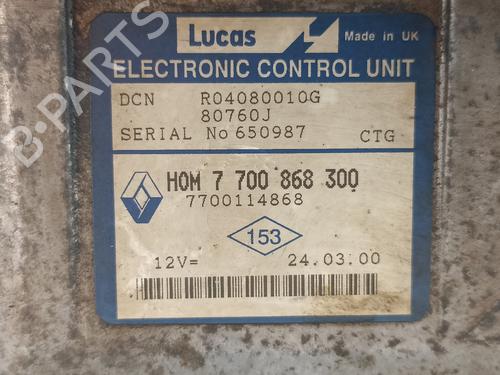 Lucas
Made in UK
ELECTRONIC CONTROL UNIT
DCN R04080010G
80760J
SERIAL No 650987 CTG
HOM 7 700 868 300
7700114868
153
12V= 24.03.00
B-PARTS